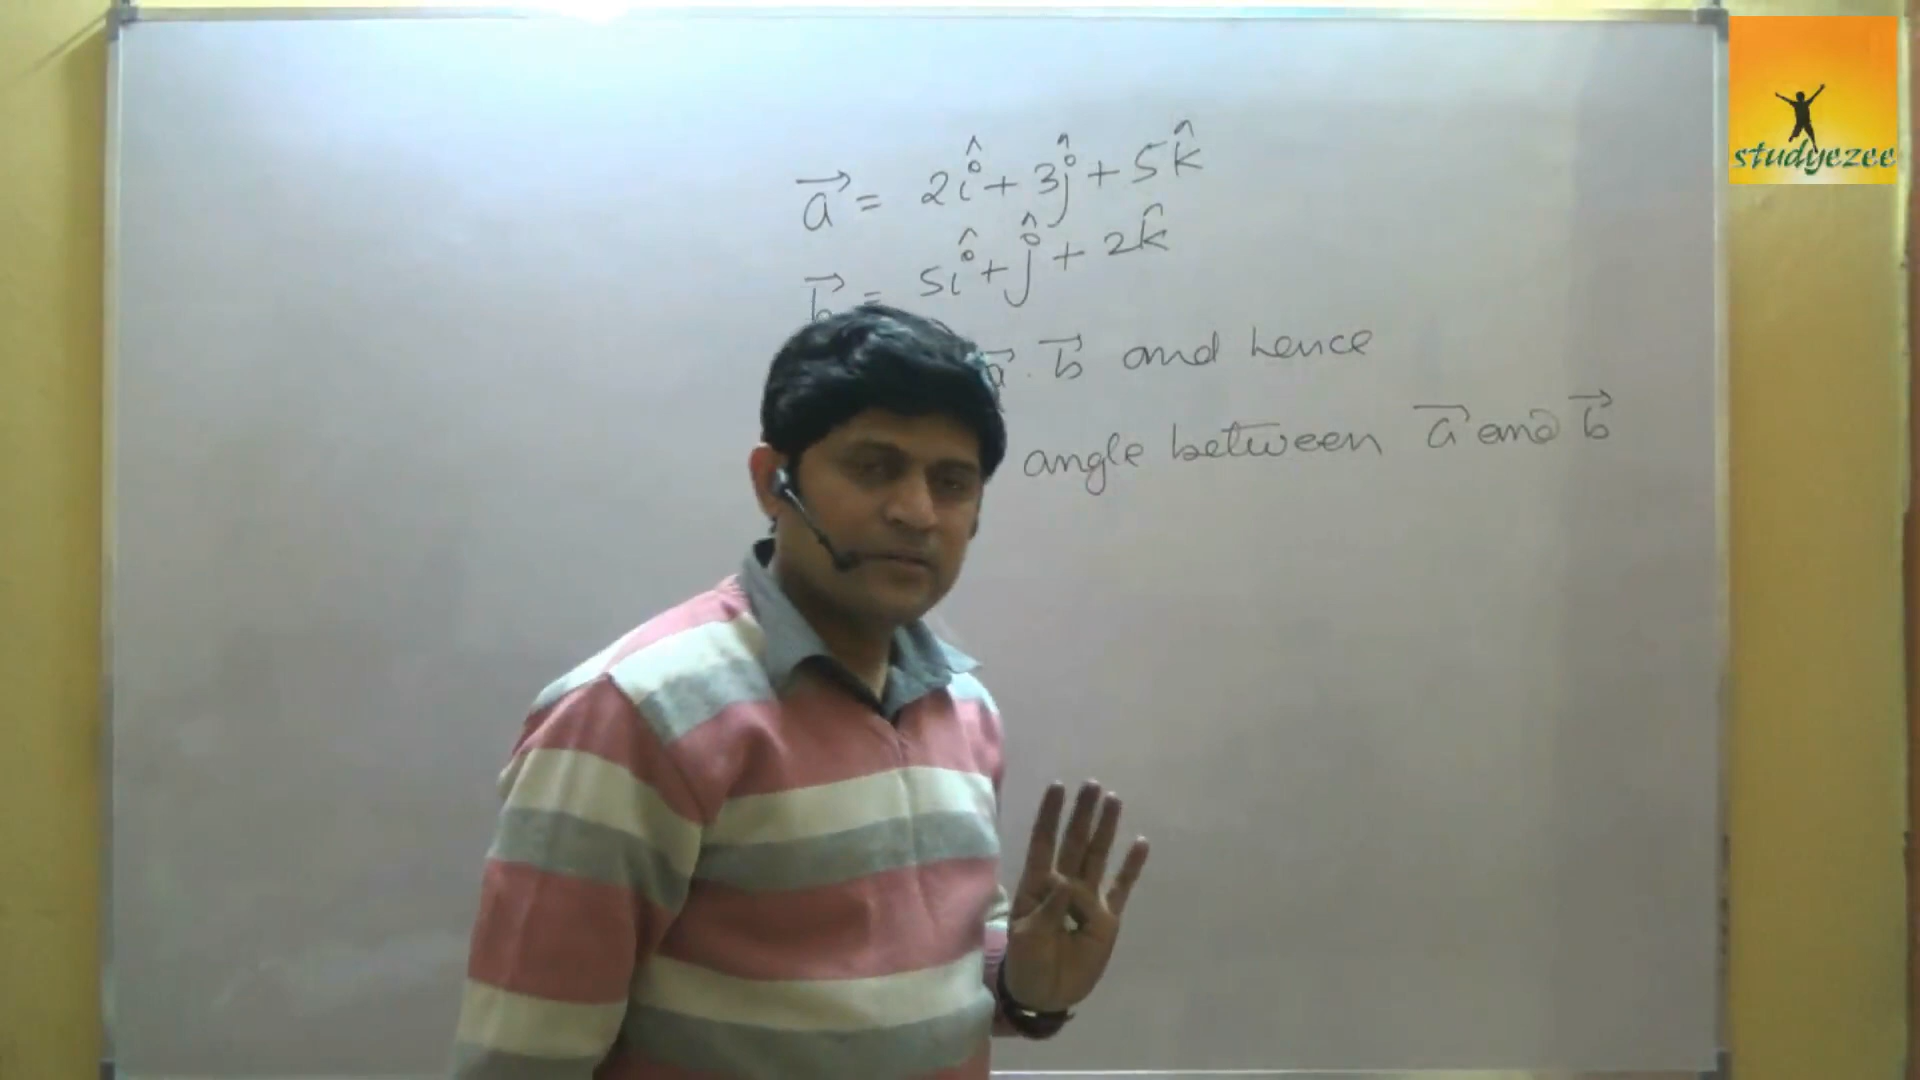 a⃗ = 2î + 3ĵ + 5k̂
studyezee
b⃗ = 5î + ĵ + 2k̂
a⃗ . b⃗ and hence
angle between a⃗ and b⃗